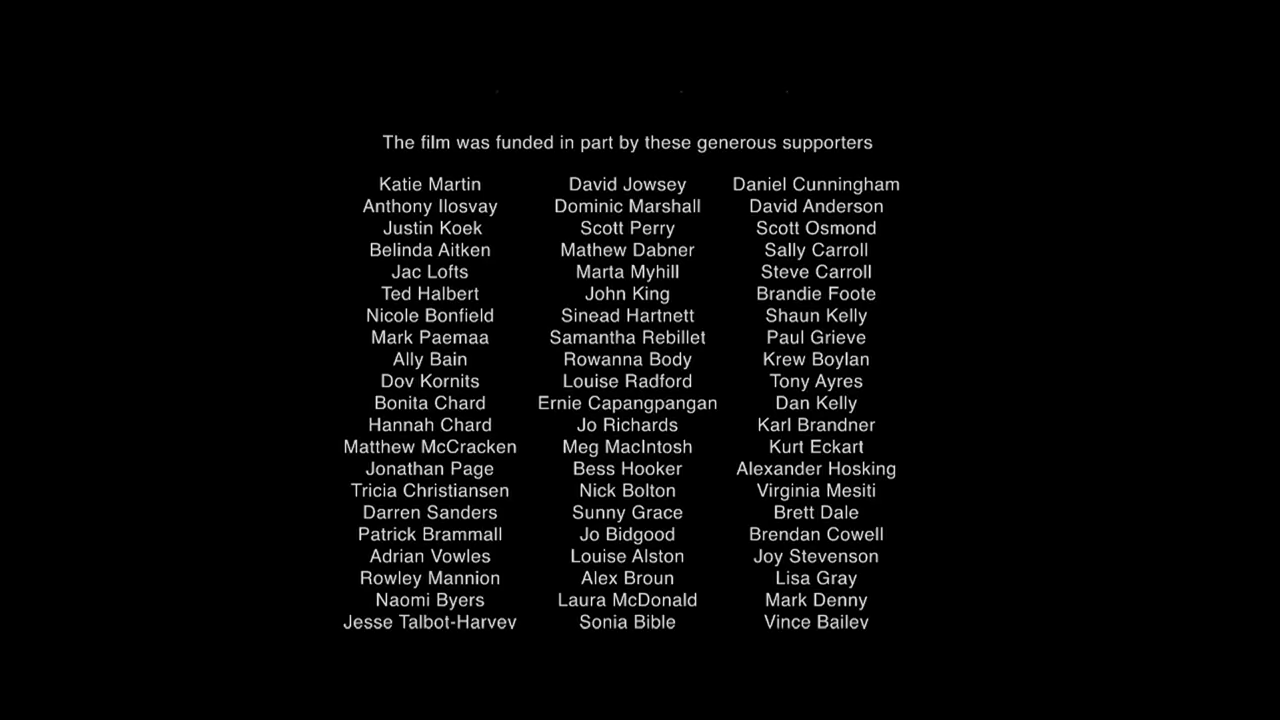 The film was funded in part by these generous supporters
Katie Martin David Jowsey Daniel Cunningham
Anthony Ilosvay Dominic Marshall David Anderson
Justin Koek Scott Perry Scott Osmond
Belinda Aitken Mathew Dabner Sally Carroll
Jac Lofts Marta Myhill Steve Carroll
Ted Halbert John King Brandie Foote
Nicole Bonfield Sinead Hartnett Shaun Kelly
Mark Paemaa Samantha Rebillet Paul Grieve
Ally Bain Rowanna Body Krew Boylan
Dov Kornits Louise Radford Tony Ayres
Bonita Chard Ernie Capangpangan Dan Kelly
Hannah Chard Jo Richards Karl Brandner
Matthew McCracken Meg MacIntosh Kurt Eckart
Jonathan Page Bess Hooker Alexander Hosking
Tricia Christiansen Nick Bolton Virginia Mesiti
Darren Sanders Sunny Grace Brett Dale
Patrick Brammall Jo Bidgood Brendan Cowell
Adrian Vowles Louise Alston Joy Stevenson
Rowley Mannion Alex Broun Lisa Gray
Naomi Byers Laura McDonald Mark Denny
Jesse Talbot-Harvey Sonia Bible Vince Bailey